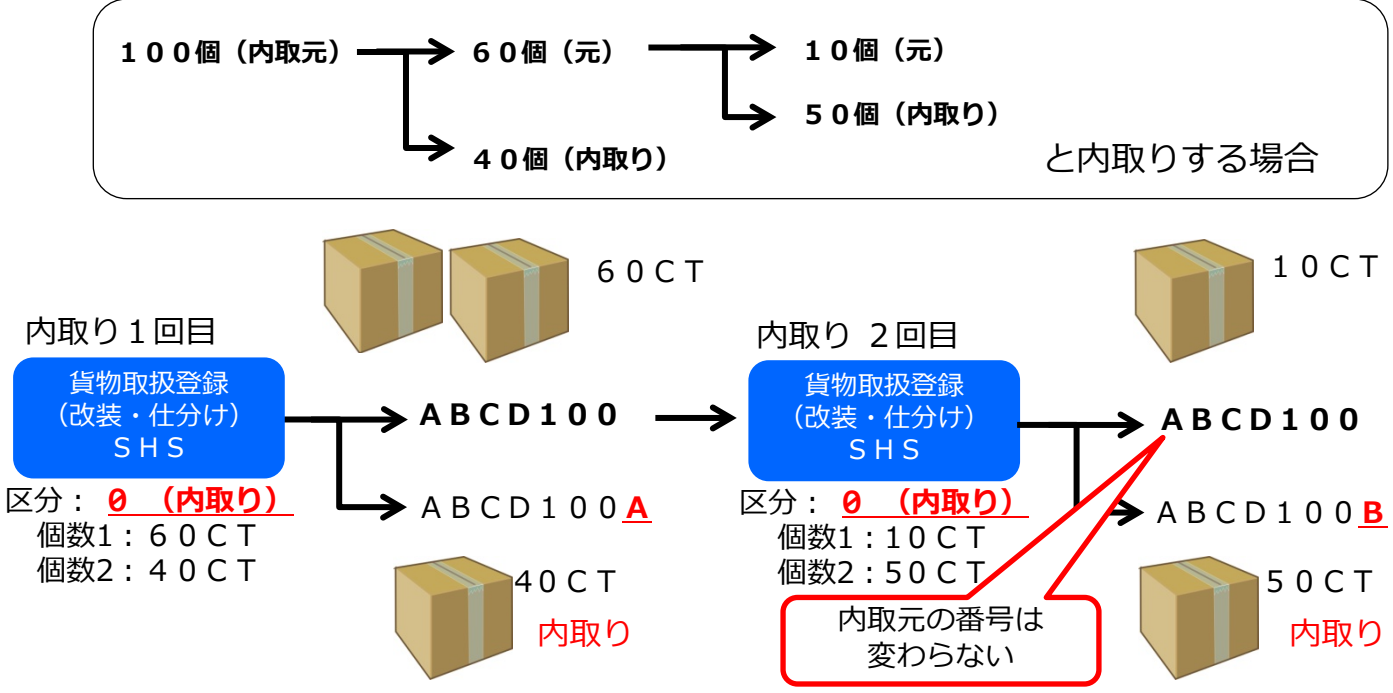 １００個（内取元）
６０個（元）
１０個（元）
５０個（内取り）
４０個（内取り）
と内取りする場合
６０ＣＴ
１０ＣＴ
内取り１回目
貨物取扱登録
（改装・仕分け）
ＳＨＳ
区分： ０ （内取り）
個数1：６０ＣＴ
個数2：４０ＣＴ
ＡＢＣＤ１００
ＡＢＣＤ１００Ａ
４０ＣＴ
内取り
内取り ２回目
貨物取扱登録
（改装・仕分け）
ＳＨＳ
区分： ０ （内取り）
個数1：10ＣＴ
個数2：50ＣＴ
ＡＢＣＤ１００
ＡＢＣＤ１００Ｂ
５０ＣＴ
内取り
内取元の番号は
変わらない